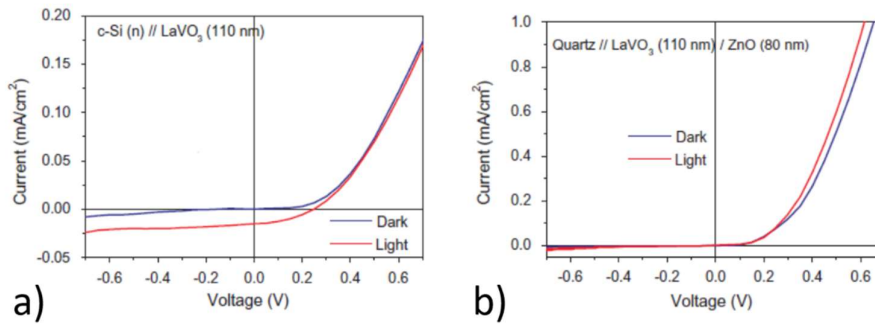 c-Si (n) // LaVO₃ (110 nm)
0.20
0.15
0.10
0.05
0.00
-0.05
Current (mA/cm²)
Dark
Light
-0.6 -0.4 -0.2 0.0 0.2 0.4 0.6
Voltage (V)
a)
Quartz // LaVO₃ (110 nm) / ZnO (80 nm)
1.0
0.8
0.6
0.4
0.2
0.0
Current (mA/cm²)
Dark
Light
-0.6 -0.4 -0.2 0.0 0.2 0.4 0.6
Voltage (V)
b)